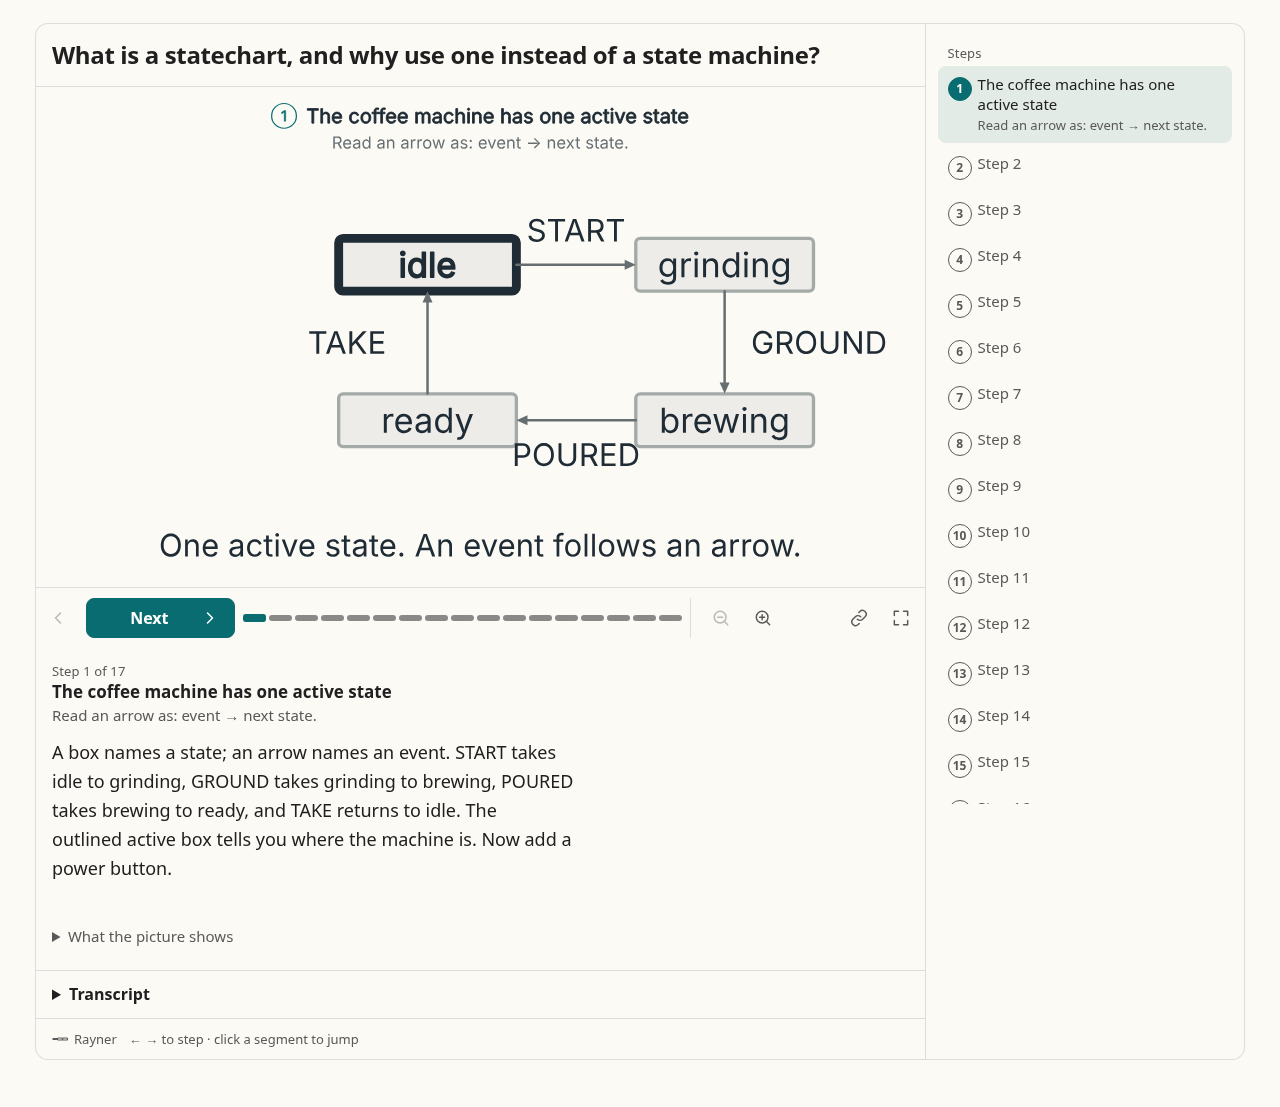 What is a statechart, and why use one instead of a state machine?
1 The coffee machine has one active state
Read an arrow as: event → next state.
START
idle
grinding
TAKE
GROUND
ready
brewing
POURED
One active state. An event follows an arrow.
Next
Step 1 of 17
The coffee machine has one active state
Read an arrow as: event → next state.
A box names a state; an arrow names an event. START takes
idle to grinding, GROUND takes grinding to brewing, POURED
takes brewing to ready, and TAKE returns to idle. The
outlined active box tells you where the machine is. Now add a
power button.
▶ What the picture shows
▶ Transcript
Rayner ← → to step · click a segment to jump
Steps
1 The coffee machine has one
active state
Read an arrow as: event → next state.
2 Step 2
3 Step 3
4 Step 4
5 Step 5
6 Step 6
7 Step 7
8 Step 8
9 Step 9
10 Step 10
11 Step 11
12 Step 12
13 Step 13
14 Step 14
15 Step 15